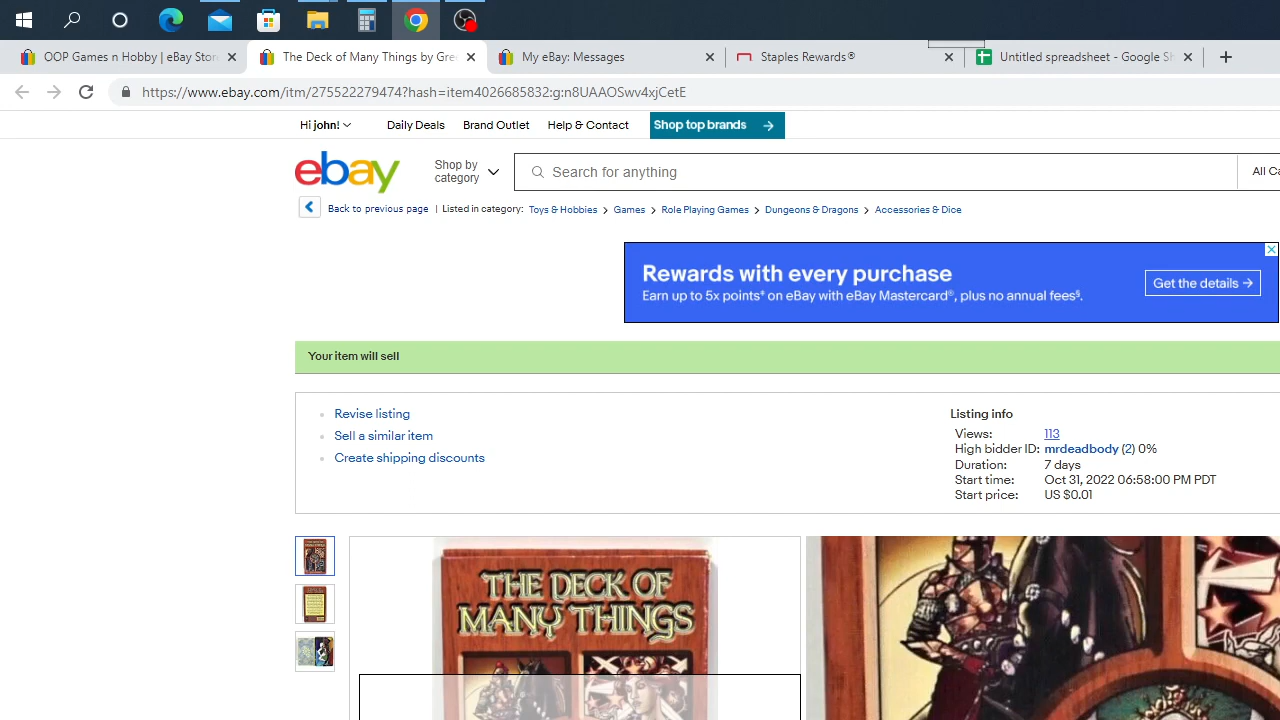 OOP Games n Hobby | eBay Stor
The Deck of Many Things by Gre
My eBay: Messages
Staples Rewards®
Untitled spreadsheet - Google Sh
https://www.ebay.com/itm/275522279474?hash=item4026685832:g:n8UAAOSwv4xjCetE
Hi john!
Daily Deals
Brand Outlet
Help & Contact
Shop top brands
ebay
Shop by
category
Search for anything
All Ca
Back to previous page | Listed in category: Toys & Hobbies > Games > Role Playing Games > Dungeons & Dragons > Accessories & Dice
Rewards with every purchase
Earn up to 5x points* on eBay with eBay Mastercard®, plus no annual fees§.
Get the details →
Your item will sell
Revise listing
Sell a similar item
Create shipping discounts
Listing info
Views: 113
High bidder ID: mrdeadbody (2) 0%
Duration: 7 days
Start time: Oct 31, 2022 06:58:00 PM PDT
Start price: US $0.01
THE DECK OF
MANY THINGS